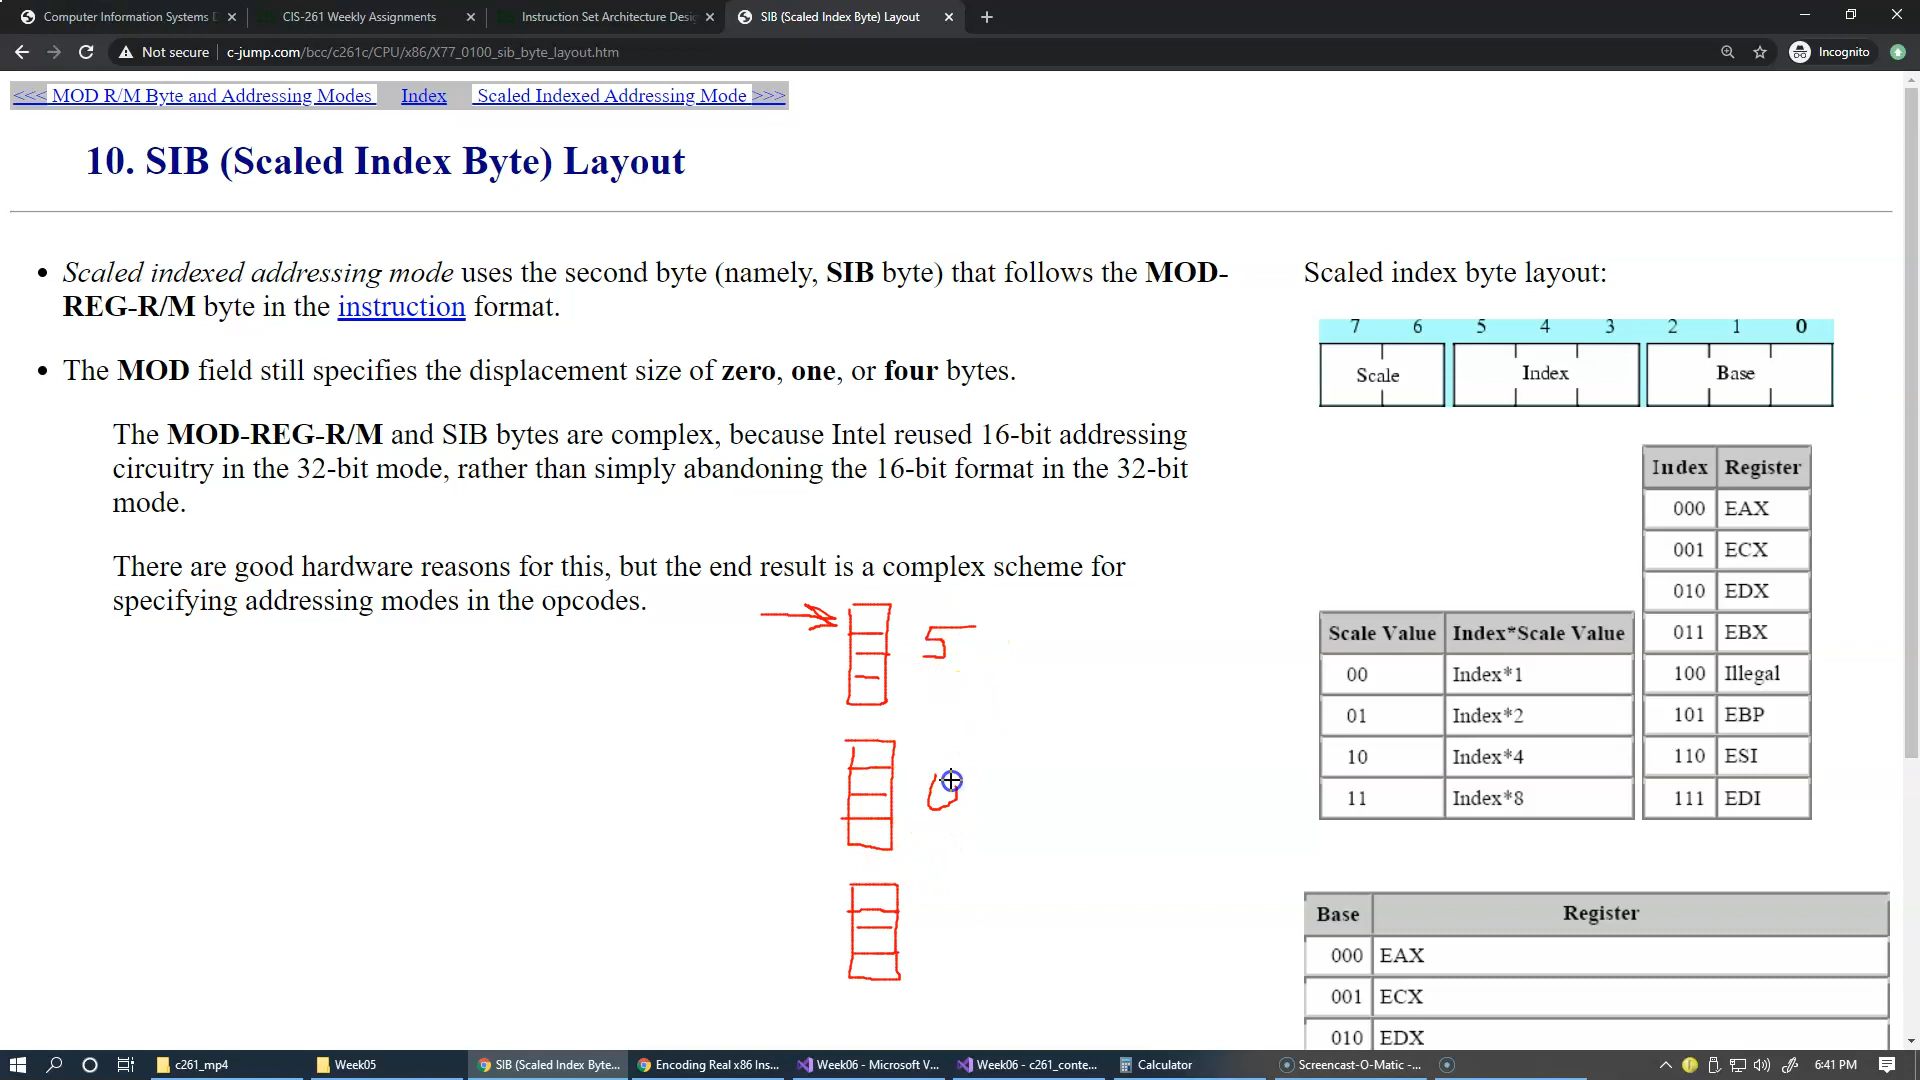 Computer Information Systems D
CIS-261 Weekly Assignments
Instruction Set Architecture Desig
SIB (Scaled Index Byte) Layout
Not secure
c-jump.com/bcc/c261c/CPU/x86/X77_0100_sib_byte_layout.htm
Incognito
<<< MOD R/M Byte and Addressing Modes
Index
Scaled Indexed Addressing Mode >>>
10. SIB (Scaled Index Byte) Layout
• Scaled indexed addressing mode uses the second byte (namely, SIB byte) that follows the MOD-
REG-R/M byte in the instruction format.
• The MOD field still specifies the displacement size of zero, one, or four bytes.
The MOD-REG-R/M and SIB bytes are complex, because Intel reused 16-bit addressing
circuitry in the 32-bit mode, rather than simply abandoning the 16-bit format in the 32-bit
mode.
There are good hardware reasons for this, but the end result is a complex scheme for
specifying addressing modes in the opcodes.
5
Scaled index byte layout:
7 6 5 4 3 2 1 0
Scale Index Base
Index Register
000 EAX
001 ECX
010 EDX
011 EBX
100 Illegal
101 EBP
110 ESI
111 EDI
Scale Value Index*Scale Value
00 Index*1
01 Index*2
10 Index*4
11 Index*8
Base Register
000 EAX
001 ECX
010 EDX
c261_mp4
Week05
SIB (Scaled Index Byte...
Encoding Real x86 Ins...
Week06 - Microsoft V...
Week06 - c261_conte...
Calculator
Screencast-O-Matic -...
6:41 PM